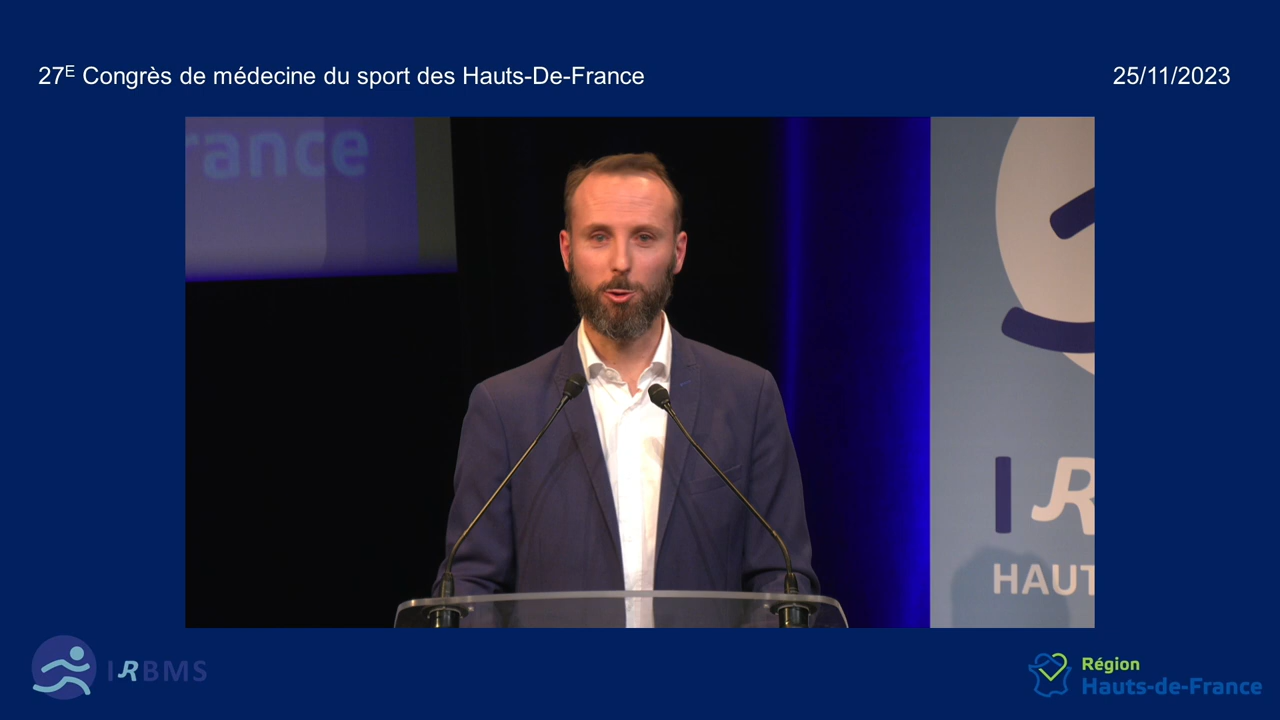 27E Congrès de médecine du sport des Hauts-De-France
25/11/2023
rance
I R
HAUT
IRBMS
Région
Hauts-de-France